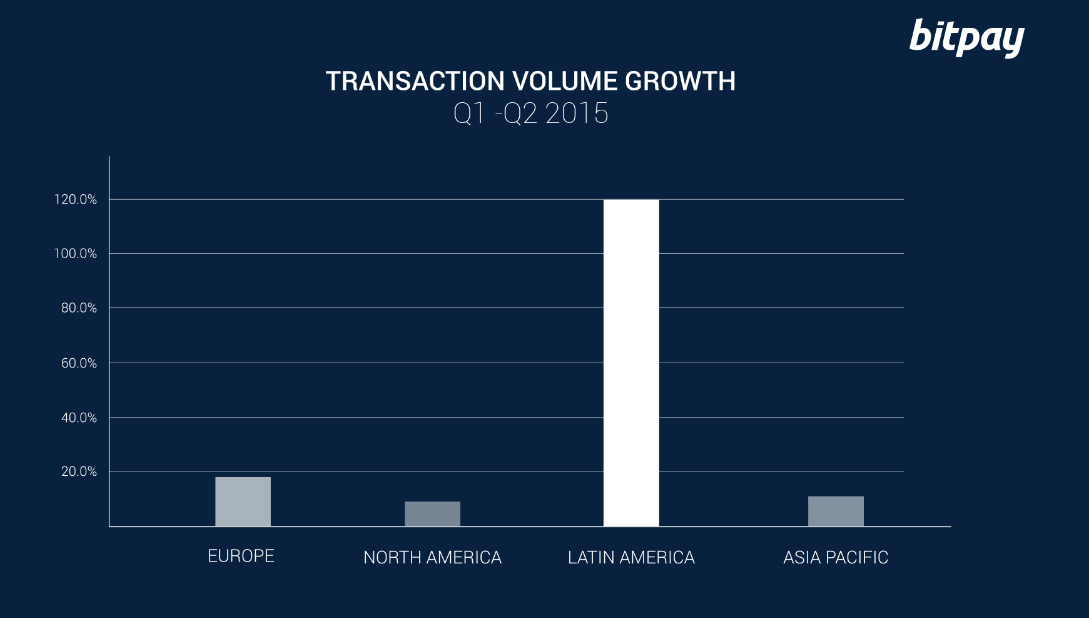 bitpay
TRANSACTION VOLUME GROWTH
Q1 -Q2 2015
120.0%
100.0%
80.0%
60.0%
40.0%
20.0%
EUROPE
NORTH AMERICA
LATIN AMERICA
ASIA PACIFIC